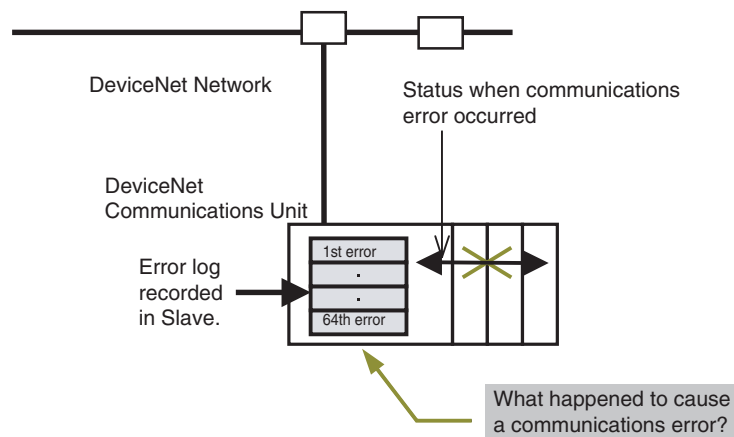 DeviceNet Network
Status when communications
error occurred
DeviceNet
Communications Unit
Error log
recorded
in Slave.
1st error
.
.
64th error
What happened to cause
a communications error?